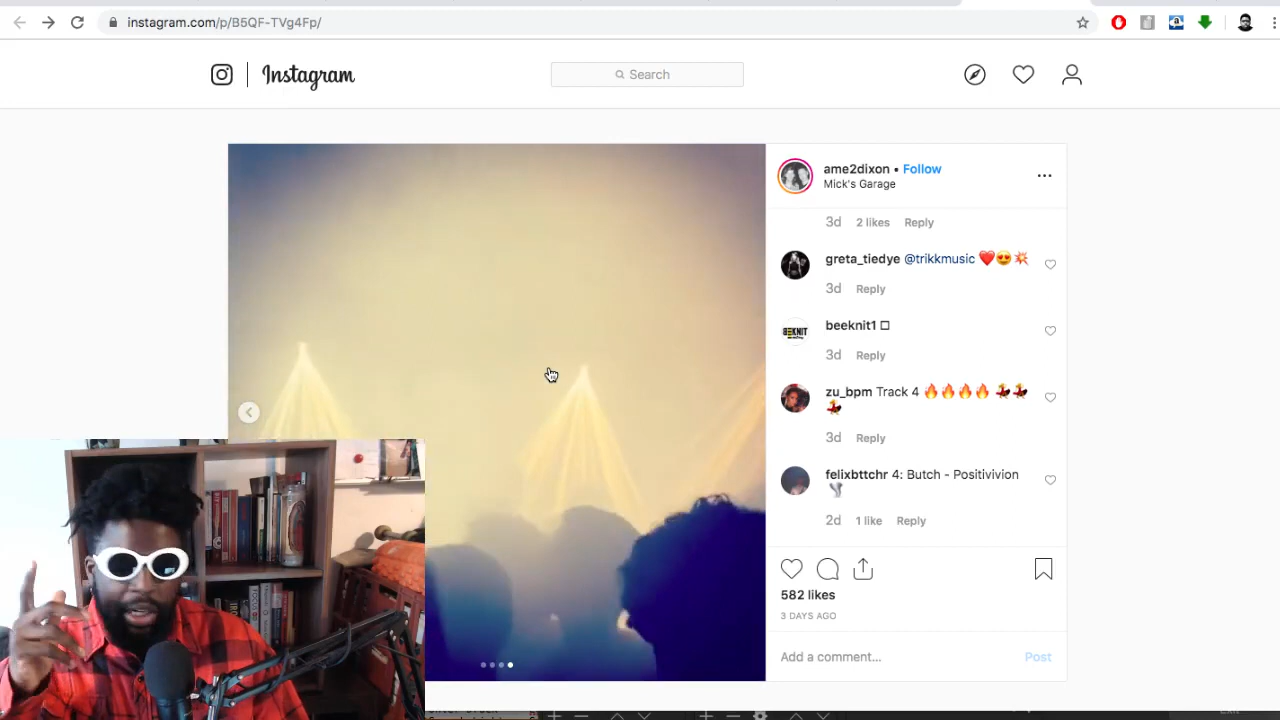 instagram.com/p/B5QF-TVg4Fp/
Instagram
Search
ame2dixon • Follow
Mick's Garage
3d 2 likes Reply
greta_tiedye @trikkmusic ❤️😍💥
3d Reply
BEEKNIT
beeknit1 □
3d Reply
zu_bpm Track 4 🔥🔥🔥🔥 💃💃
💃
3d Reply
felixbttchr 4: Butch - Positivivion
2d 1 like Reply
582 likes
3 DAYS AGO
Add a comment... Post